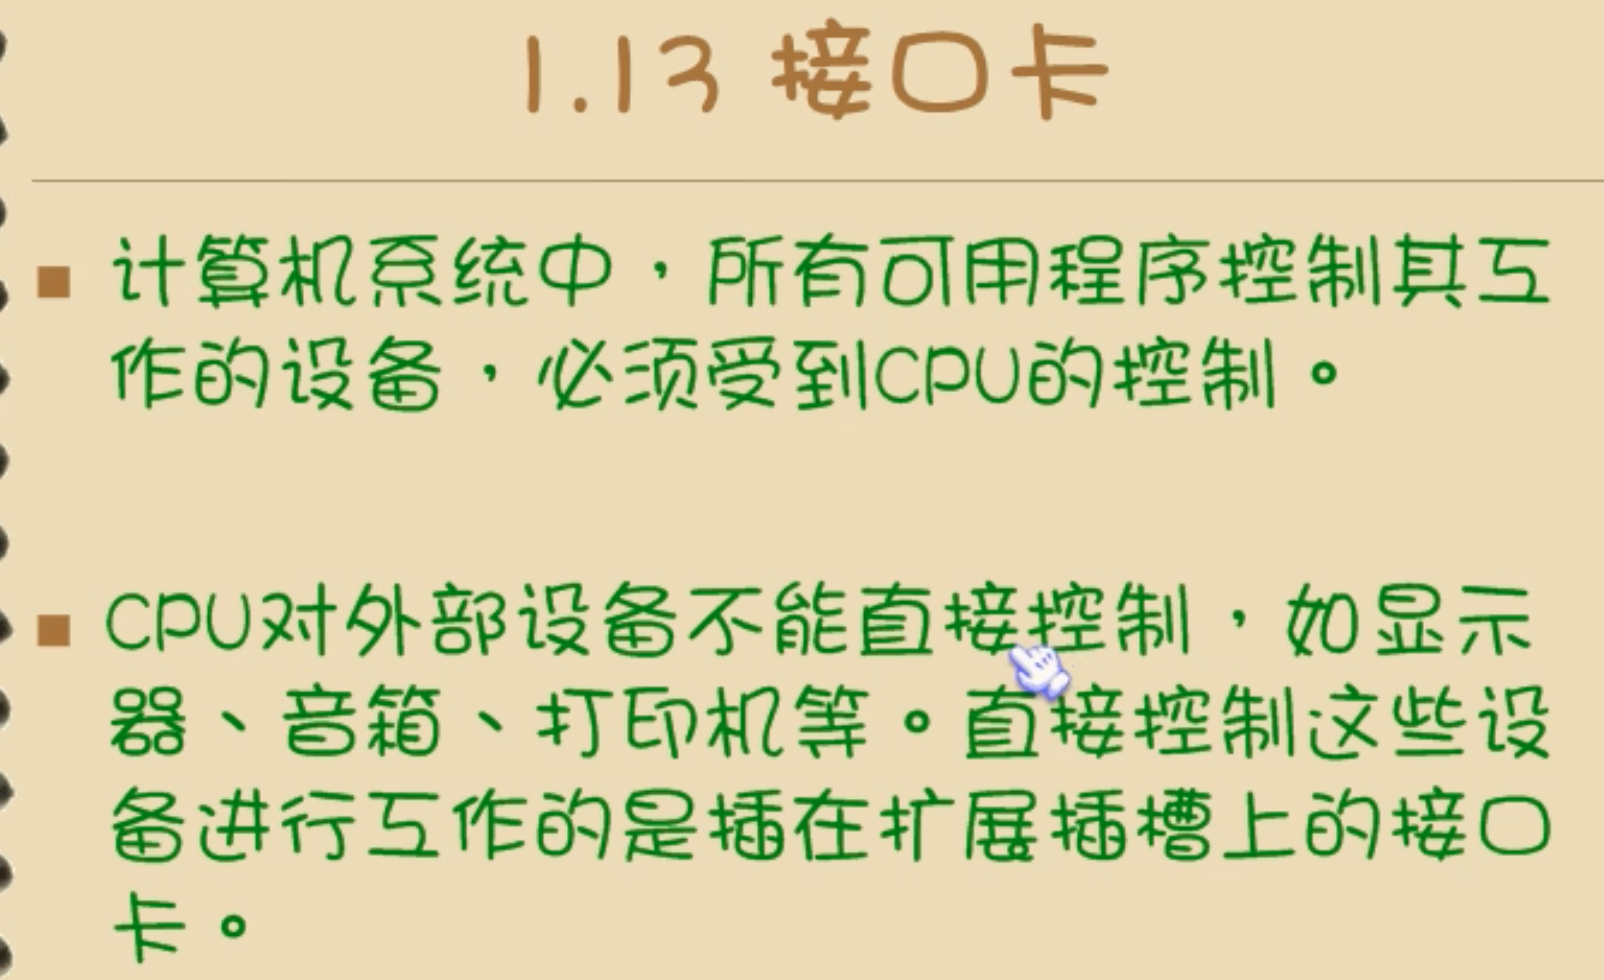 1.13 接口卡
计算机系统中，所有可用程序控制其工
作的设备，必须受到CPU的控制。
CPU对外部设备不能直接控制，如显示
器、音箱、打印机等。直接控制这些设
备进行工作的是插在扩展插槽上的接口
卡。